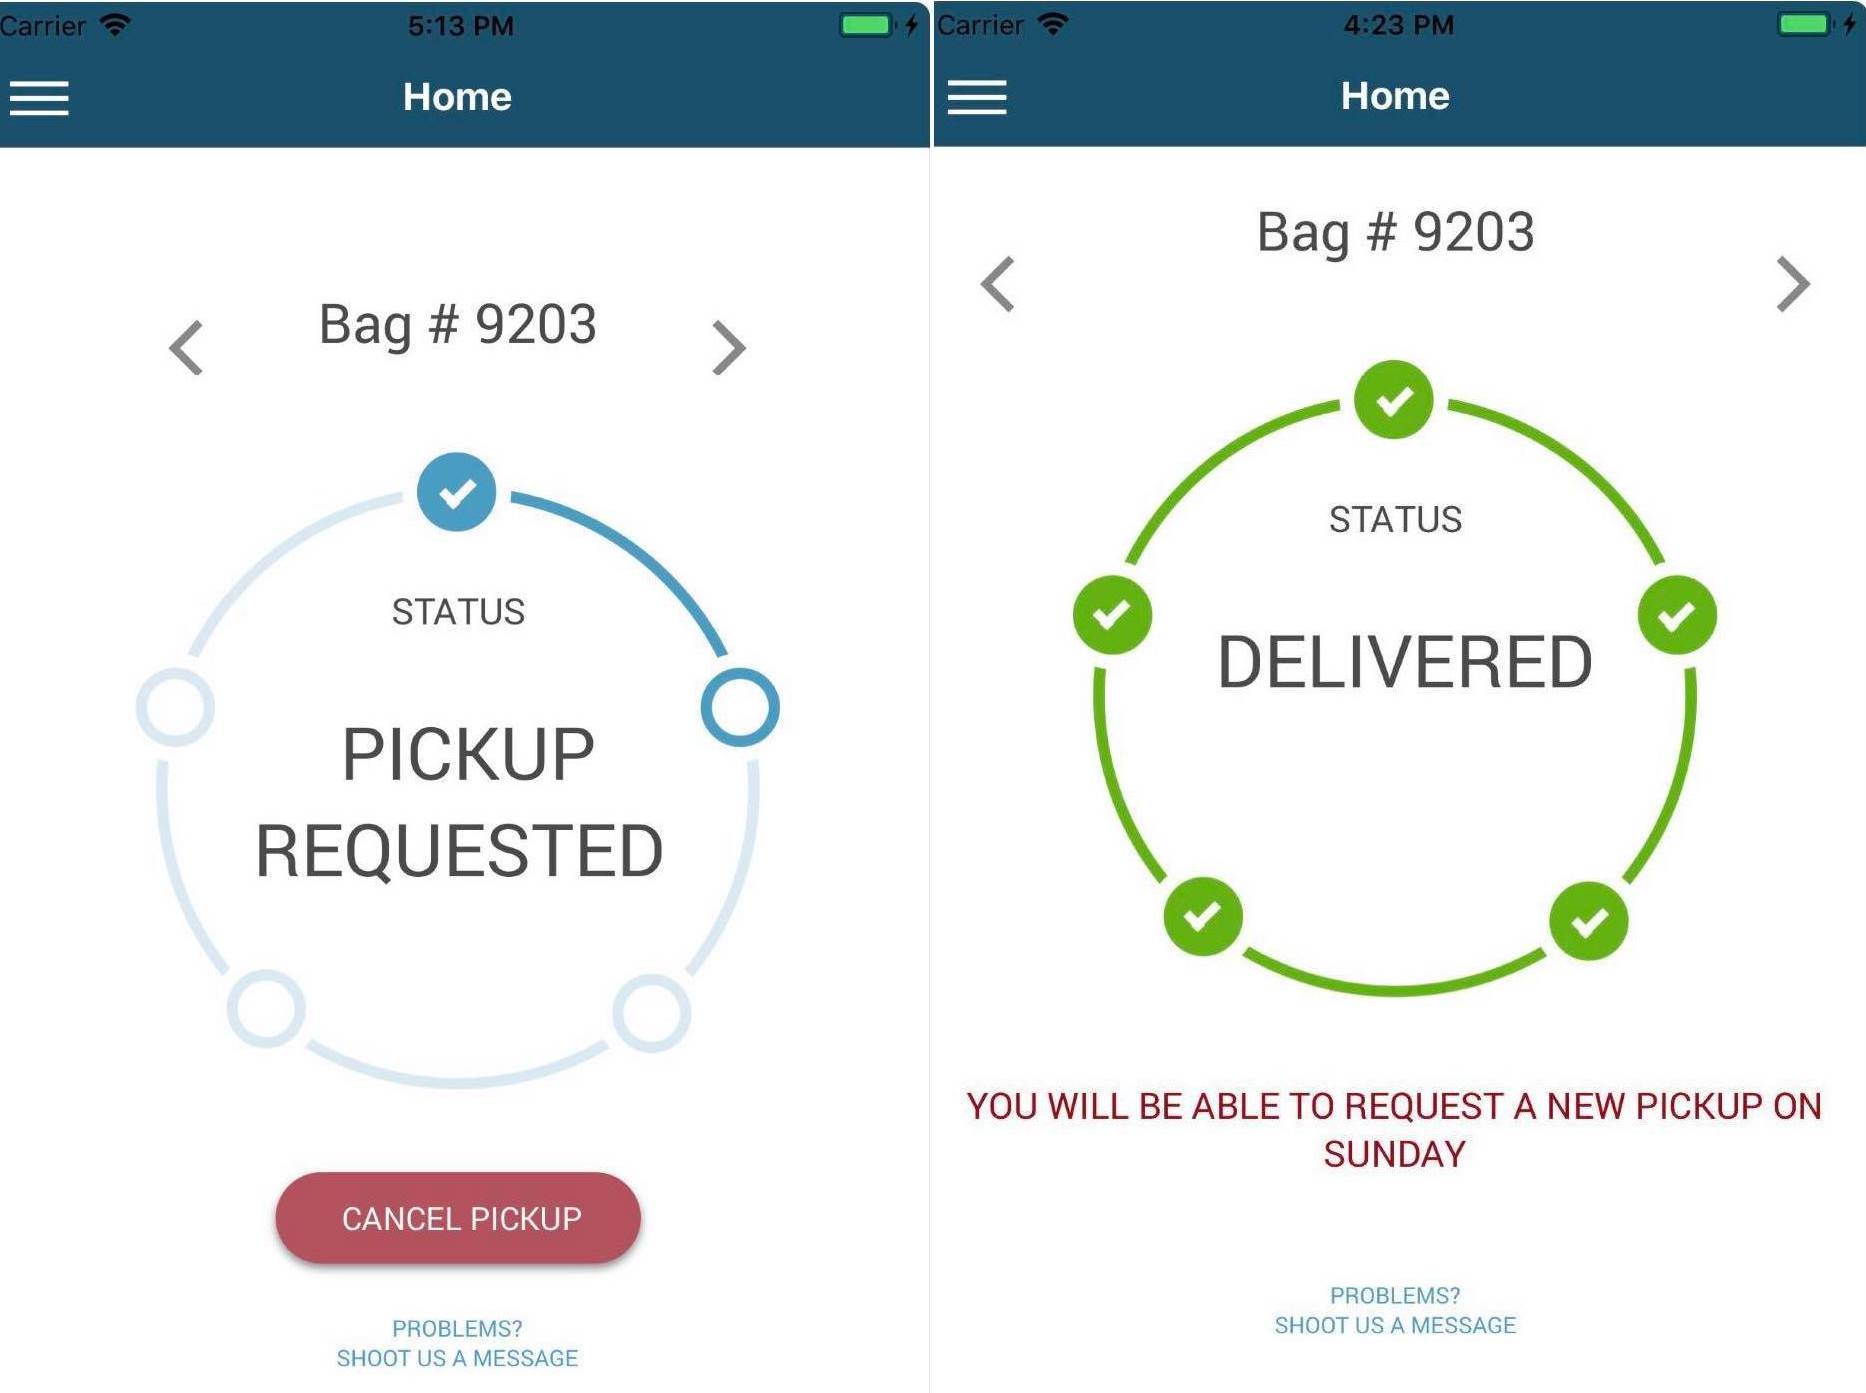 Carrier
5:13 PM
Home
Bag # 9203
STATUS
PICKUP
REQUESTED
CANCEL PICKUP
PROBLEMS?
SHOOT US A MESSAGE
Carrier
4:23 PM
Home
Bag # 9203
STATUS
DELIVERED
YOU WILL BE ABLE TO REQUEST A NEW PICKUP ON
SUNDAY
PROBLEMS?
SHOOT US A MESSAGE